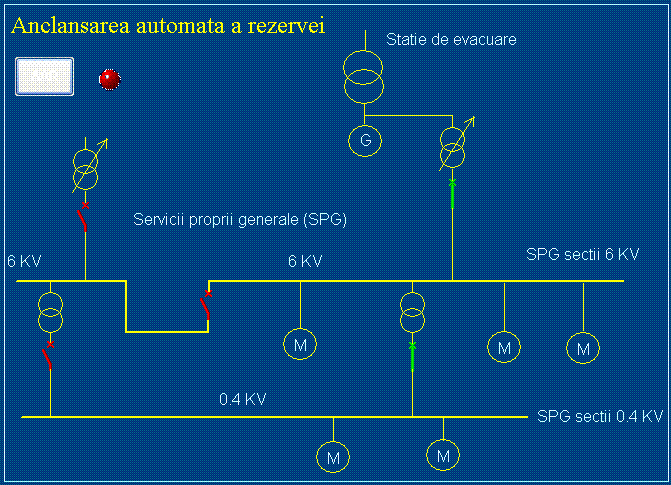 Anclansarea automata a rezervei
Statie de evacuare
G
Servicii proprii generale (SPG)
6 KV
6 KV
SPG sectii 6 KV
M
M
M
0.4 KV
SPG sectii 0.4 KV
M
M